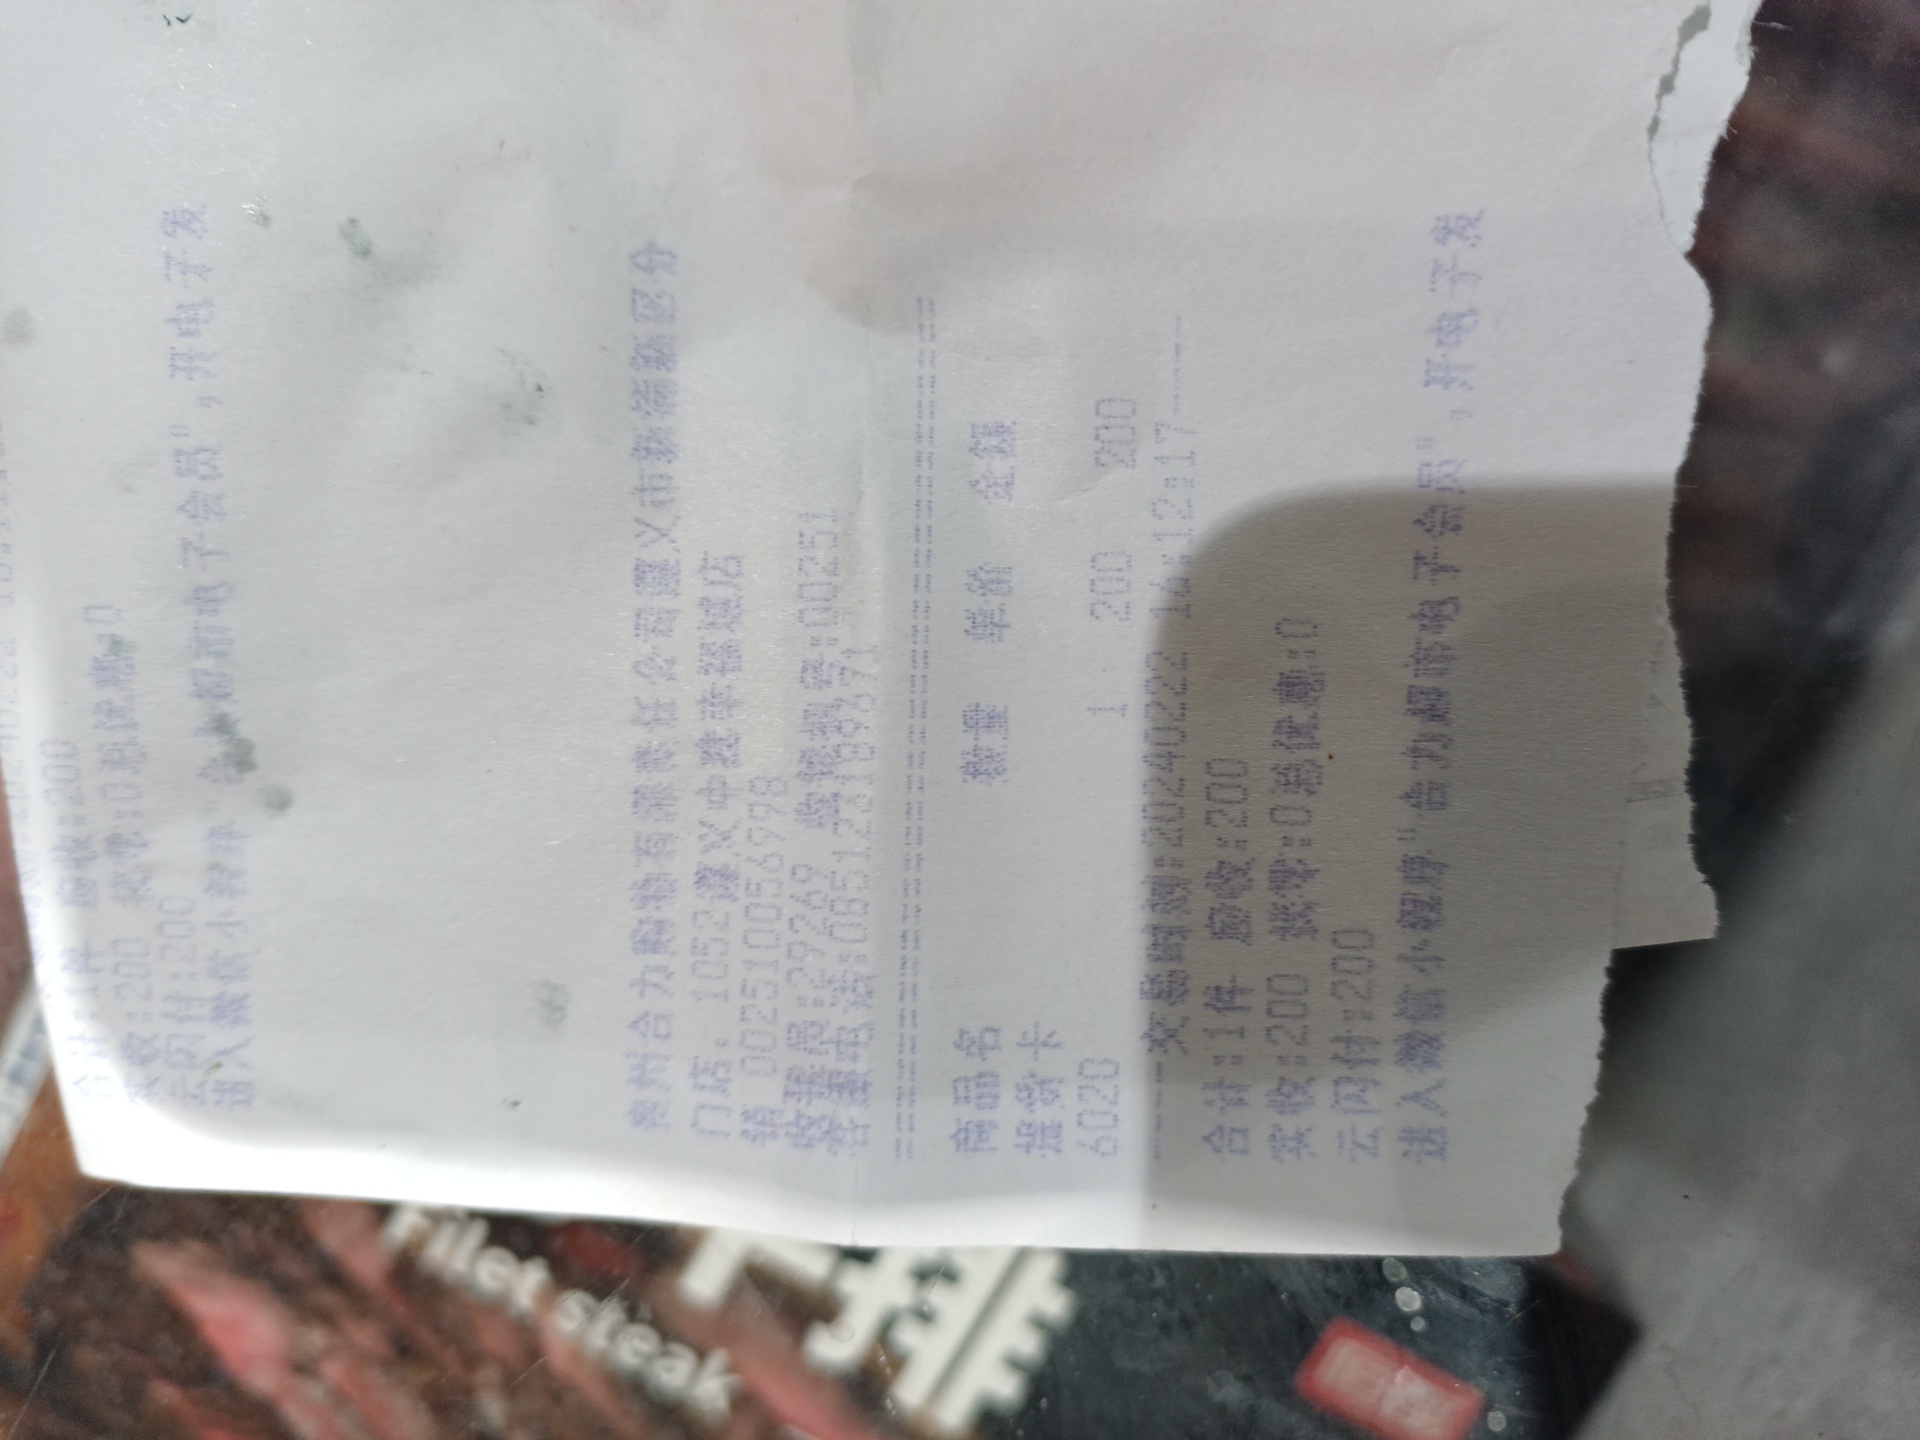 合计:1件 应收:200
实收:200 找零:0总优惠:0
云闪付:200
进入微信小程序"合力超市电子会员",开电子发
贵州合力购物有限责任公司遵义市新蒲新区分
门店: 1052遵义中建幸福城店
销 00251005699
收银员:29269 收银机号:00251
客服电话:085123189671
商品名 数量 单价 金额
提货卡
6020 1 200 200
----交易时间:20240222 16:12:17----
合计:1件 应收:200
实收:200 找零:0总优惠:0
云闪付:200
进入微信小程序"合力超市电子会员",开电子发
Filet steak